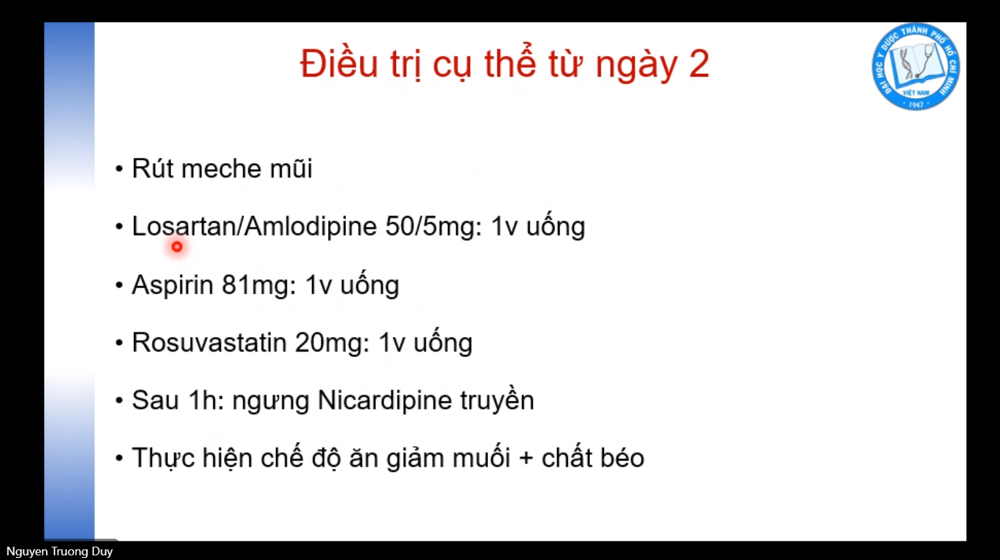 Điều trị cụ thể từ ngày 2
ĐẠI HỌC Y DƯỢC THÀNH PHỐ HỒ CHÍ MINH
VIỆT NAM
• 1947 •
• Rút meche mũi
• Losartan/Amlodipine 50/5mg: 1v uống
• Aspirin 81mg: 1v uống
• Rosuvastatin 20mg: 1v uống
• Sau 1h: ngưng Nicardipine truyền
• Thực hiện chế độ ăn giảm muối + chất béo
Nguyen Truong Duy